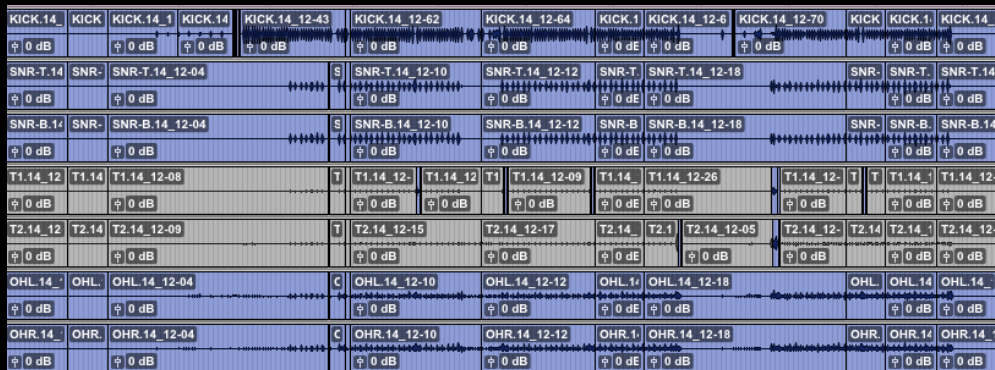 KICK.14_ KICK KICK.14_1 KICK.14 KICK.14_12-43 KICK.14_12-62 KICK.14_12-64 KICK.1 KICK.14_12-6 KICK.14_12-70 KICK KICK.1 KICK.14_
0 dB 0 dB 0 dB 0 dB 0 dB 0 dB 0 dB 0 dB 0 dB 0 dB 0 dB
SNR-T.14 SNR- SNR-T.14_12-04 S SNR-T.14_12-10 SNR-T.14_12-12 SNR-T. SNR-T.14_12-18 SNR- SNR-T. SNR-T.14
0 dB 0 dB 0 dB 0 dB 0 dE 0 dB 0 dB 0 dB
SNR-B.14 SNR- SNR-B.14_12-04 S SNR-B.14_12-10 SNR-B.14_12-12 SNR-B SNR-B.14_12-18 SNR- SNR-B. SNR-B.14
0 dB 0 dB 0 dB 0 dB 0 dE 0 dB 0 dB 0 dB
T1.14_12 T1.14 T1.14_12-08 T T1.14_12- T1.14_12 T1 T1.14_12-09 T1.14_ T1.14_12-26 T1.14_12- T T T1.14_ T1.14_12-
0 dB 0 dB 0 dB 0 dB 0 dB 0 dE 0 dB 0 dB 0 dB 0 dB
T2.14_12 T2.14 T2.14_12-09 T T2.14_12-15 T2.14_12-17 T2.14_ T2.1 T2.14_12-05 T2.14_12- T2.14 T2.14_ T2.14_12-
0 dB 0 dB 0 dB 0 dB 0 dE 0 dB 0 dB 0 dB 0 dB
OHL.14_ OHL. OHL.14_12-04 C OHL.14_12-10 OHL.14_12-12 OHL.14 OHL.14_12-18 OHL. OHL.14 OHL.14_
0 dB 0 dB 0 dB 0 dB 0 dE 0 dB 0 dB 0 dB
OHR.14_ OHR. OHR.14_12-04 C OHR.14_12-10 OHR.14_12-12 OHR.1 OHR.14_12-18 OHR. OHR.14 OHR.14_
0 dB 0 dB 0 dB 0 dB 0 dE 0 dB 0 dB 0 dB